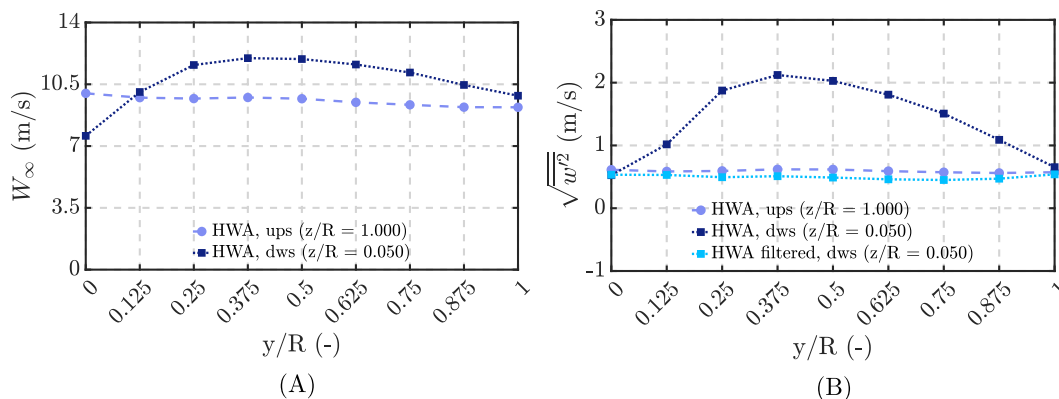 14
10.5
7
3.5
0
W∞ (m/s)
HWA, ups (z/R = 1.000)
HWA, dws (z/R = 0.050)
0 0.125 0.25 0.375 0.5 0.625 0.75 0.875 1
y/R (-)
(A)
3
2
1
0
-1
√w′² (m/s)
HWA, ups (z/R = 1.000)
HWA, dws (z/R = 0.050)
HWA filtered, dws (z/R = 0.050)
0 0.125 0.25 0.375 0.5 0.625 0.75 0.875 1
y/R (-)
(B)